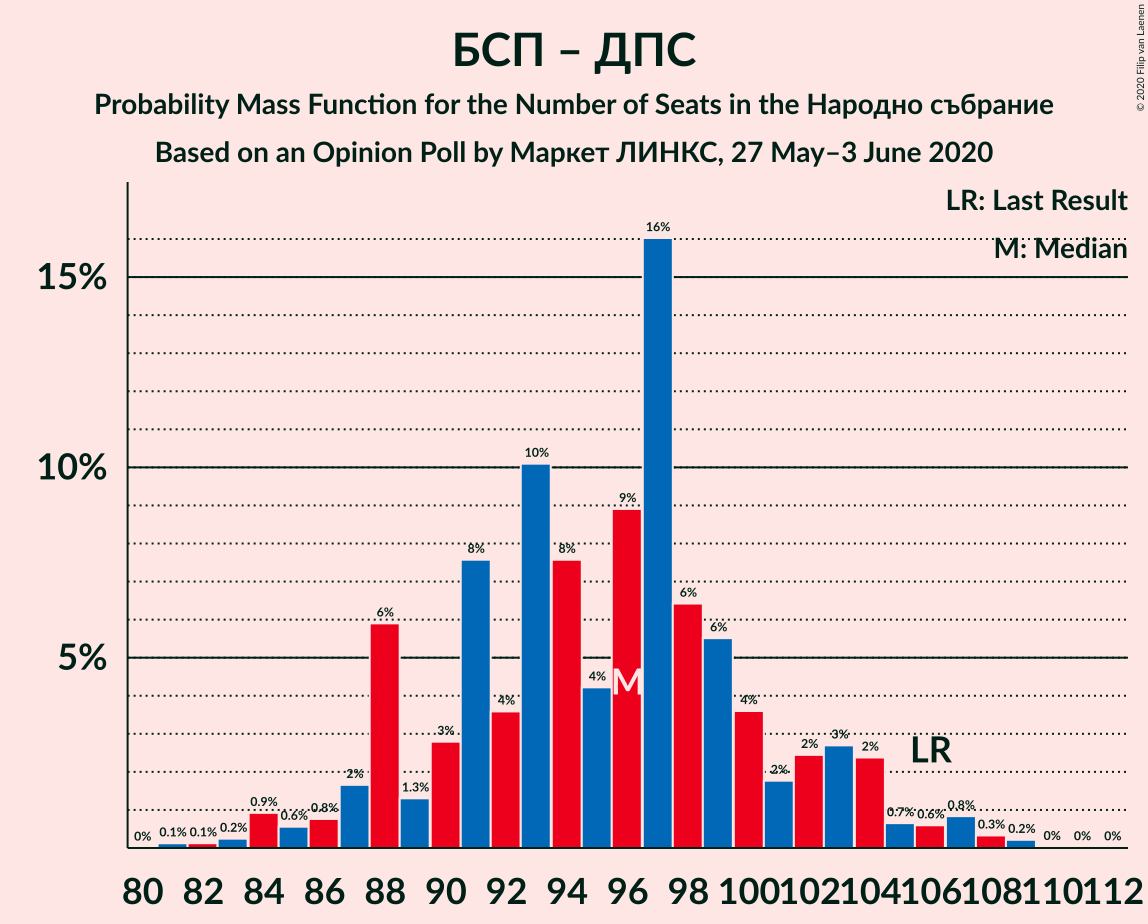 БСП – ДПС
Probability Mass Function for the Number of Seats in the Народно събрание
Based on an Opinion Poll by Маркет ЛИНКС, 27 May–3 June 2020
© 2020 Filip van Laenen
LR: Last Result
M: Median
15%
10%
5%
0% 0.1% 0.1% 0.2% 0.9% 0.6% 0.8% 2% 6% 1.3% 3% 8% 4% 10% 8% 4% 9% 16% 6% 6% 4% 2% 2% 3% 2% 0.7% 0.6% 0.8% 0.3% 0.2% 0% 0% 0%
M
LR
80 82 84 86 88 90 92 94 96 98 100 102 104 106 108 110 112